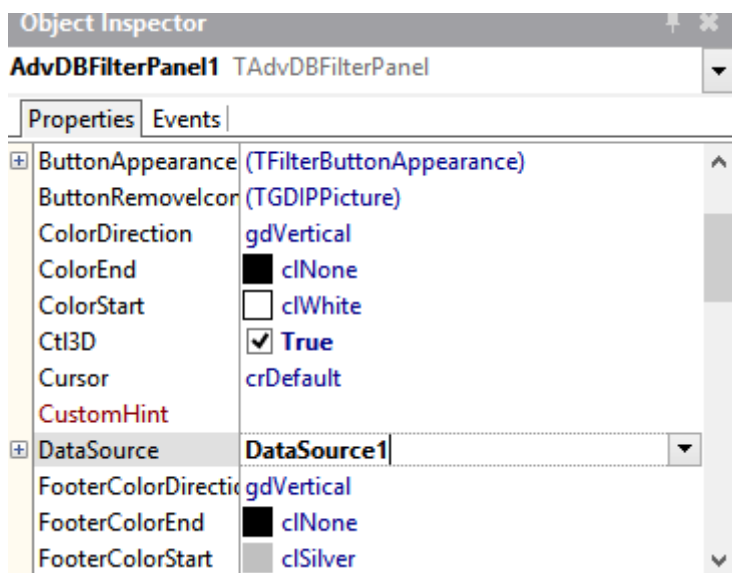 Object Inspector
AdvDBFilterPanel1 TAdvDBFilterPanel
Properties Events
ButtonAppearance (TFilterButtonAppearance)
ButtonRemoveIcor (TGDIPPicture)
ColorDirection gdVertical
ColorEnd clNone
ColorStart clWhite
Ctl3D True
Cursor crDefault
CustomHint
DataSource DataSource1
FooterColorDirectic gdVertical
FooterColorEnd clNone
FooterColorStart clSilver